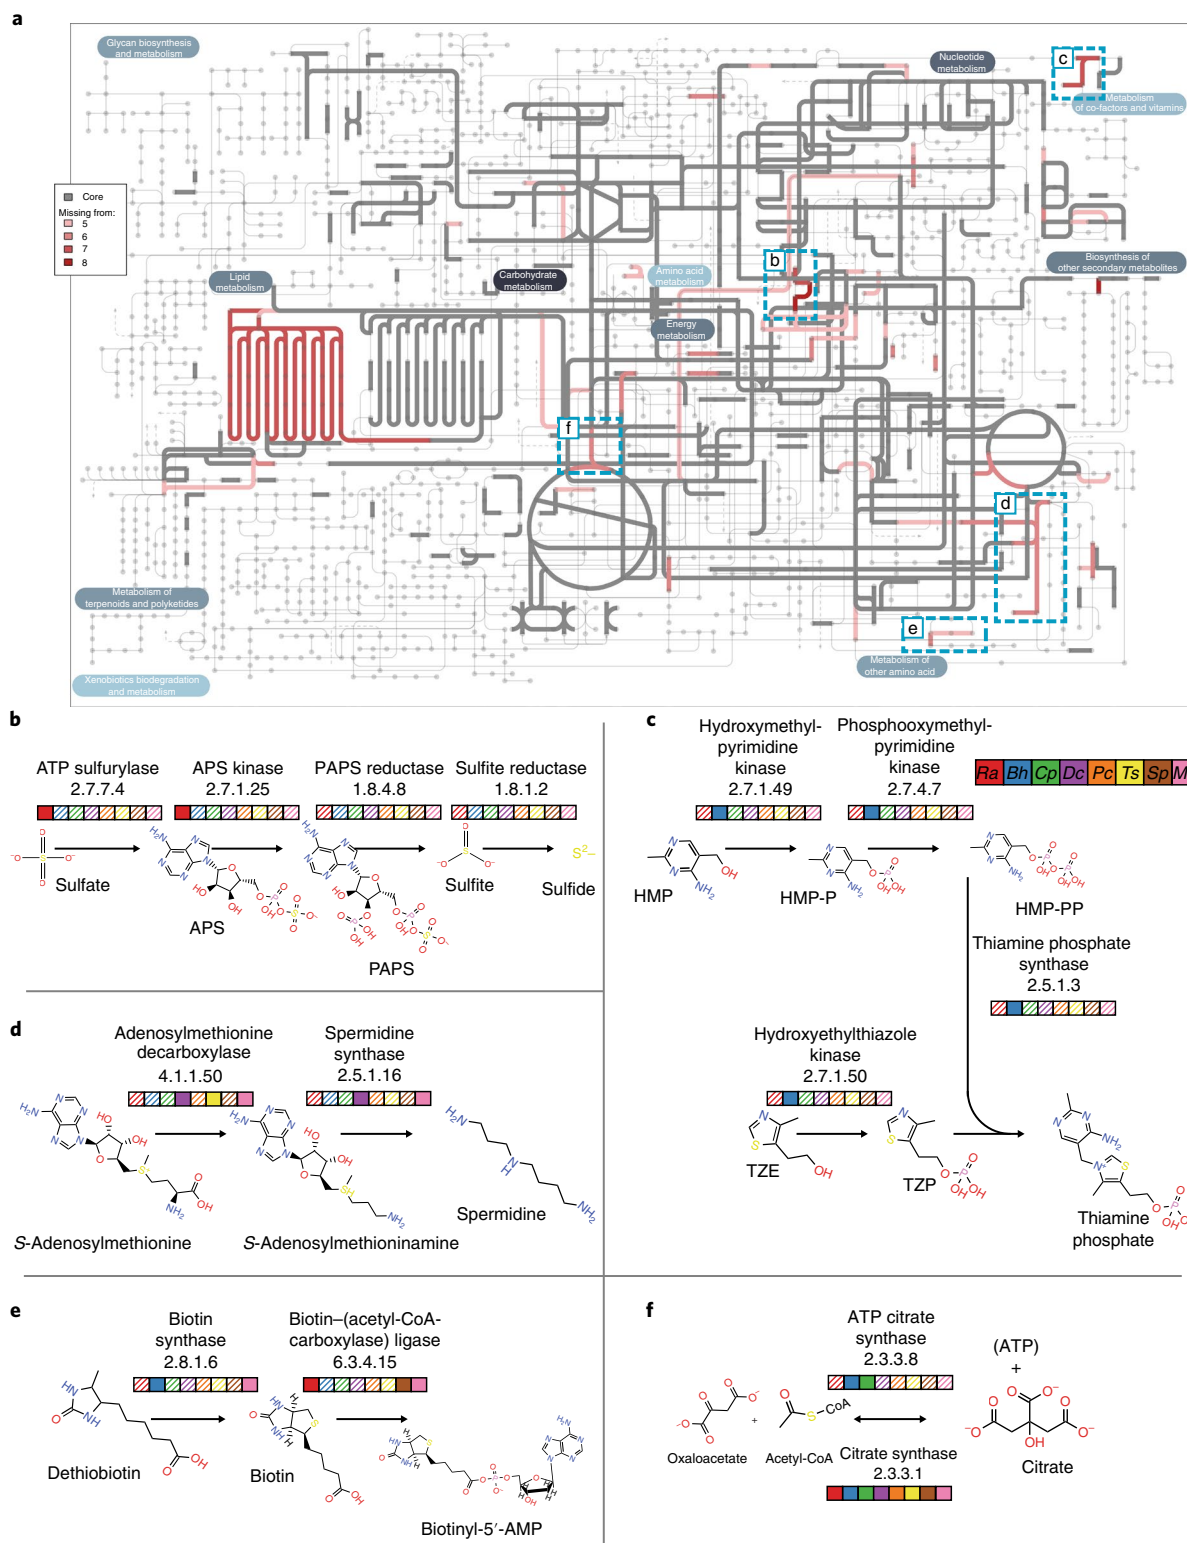 a
Glycan biosynthesis
and metabolism
Nucleotide
metabolism
c
Metabolism
of co-factors and vitamins
Core
Missing from:
5
6
7
8
Lipid
metabolism
Carbohydrate
metabolism
Amino acid
metabolism
b
Biosynthesis of
other secondary metabolites
Energy
metabolism
f
d
Metabolism of
terpenoids and polyketides
e
Metabolism of
other amino acid
Xenobiotics biodegradation
and metabolism
b
ATP sulfurylase
2.7.7.4
APS kinase
2.7.1.25
PAPS reductase
1.8.4.8
Sulfite reductase
1.8.1.2
Sulfate
APS
PAPS
Sulfite
S2–
Sulfide
c
Hydroxymethyl-
pyrimidine
kinase
2.7.1.49
Phosphooxymethyl-
pyrimidine
kinase
2.7.4.7
Ra Bh Cp Dc Pc Ts Sp M
HMP
HMP-P
HMP-PP
Thiamine phosphate
synthase
2.5.1.3
Hydroxyethylthiazole
kinase
2.7.1.50
TZE
TZP
Thiamine
phosphate
d
Adenosylmethionine
decarboxylase
4.1.1.50
Spermidine
synthase
2.5.1.16
S-Adenosylmethionine
S-Adenosylmethioninamine
Spermidine
e
Biotin
synthase
2.8.1.6
Biotin–(acetyl-CoA-
carboxylase) ligase
6.3.4.15
Dethiobiotin
Biotin
Biotinyl-5′-AMP
f
ATP citrate
synthase
2.3.3.8
(ATP)
+
Oxaloacetate
+
Acetyl-CoA
CoA
Citrate synthase
2.3.3.1
Citrate